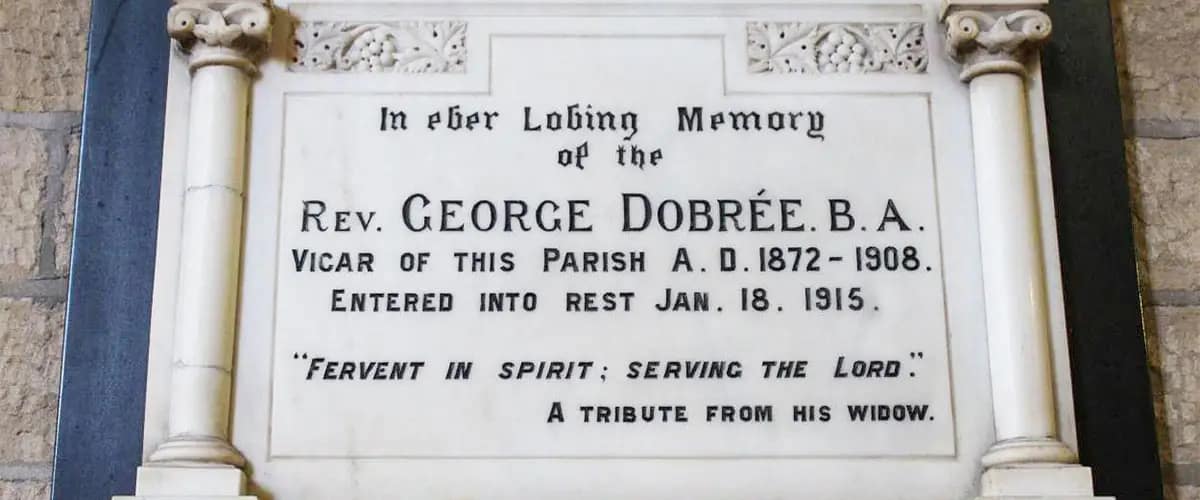 In ever Loving Memory
of the
REV. GEORGE DOBRÉE. B. A.
VICAR OF THIS PARISH A. D. 1872 - 1908.
ENTERED INTO REST JAN. 18. 1915.
"FERVENT IN SPIRIT; SERVING THE LORD."
A TRIBUTE FROM HIS WIDOW.